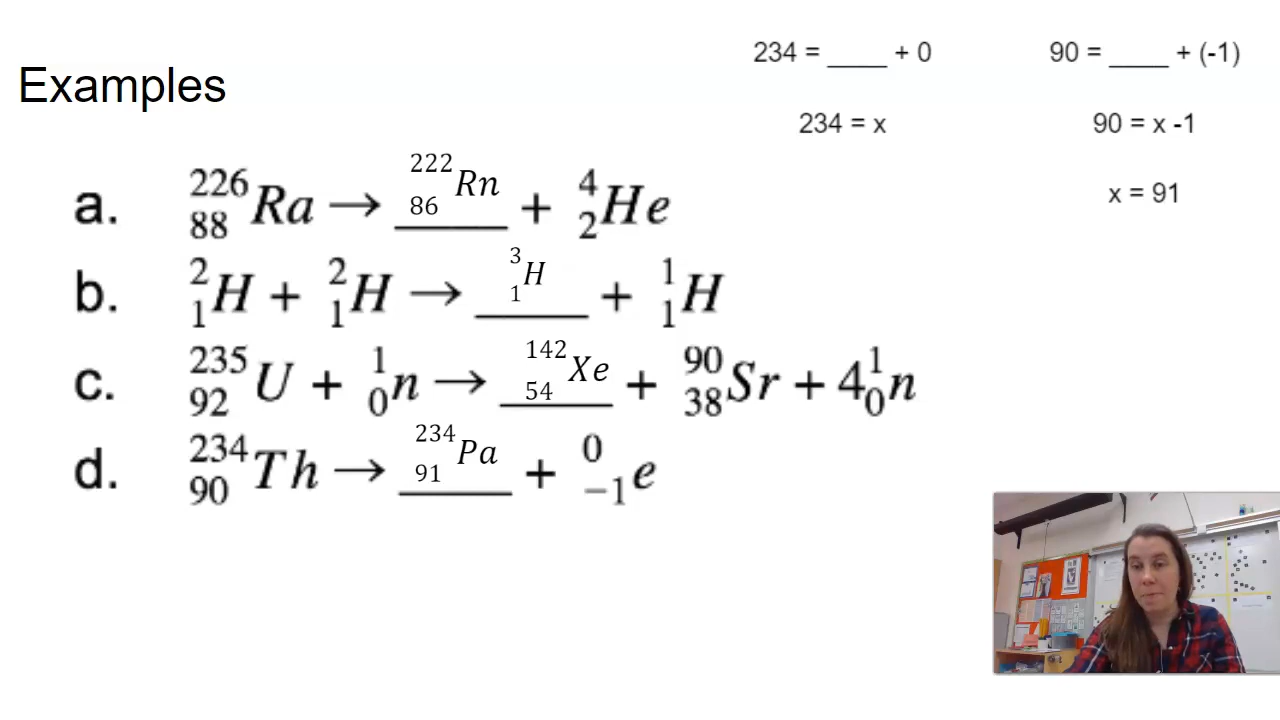 234 = ____ + 0
90 = ____ + (-1)
Examples
234 = x
90 = x -1
x = 91
a. ²²⁶₈₈Ra → ²²²₈₆Rn + ⁴₂He
b. ²₁H + ²₁H → ³₁H + ¹₁H
c. ²³⁵₉₂U + ¹₀n → ¹⁴²₅₄Xe + ⁹⁰₃₈Sr + 4¹₀n
d. ²³⁴₉₀Th → ²³⁴₉₁Pa + ⁰₋₁e